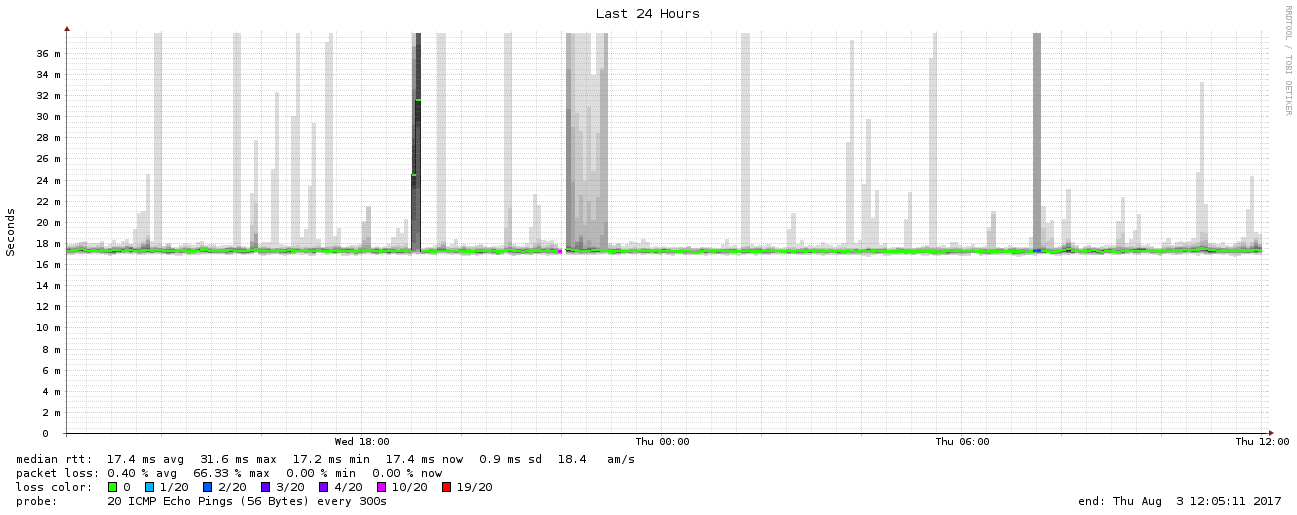 Last 24 Hours
RRDTOOL / TOBI OETIKER
Seconds
36 m
34 m
32 m
30 m
28 m
26 m
24 m
22 m
20 m
18 m
16 m
14 m
12 m
10 m
8 m
6 m
4 m
2 m
0
Wed 18:00 Thu 00:00 Thu 06:00 Thu 12:00
median rtt: 17.4 ms avg 31.6 ms max 17.2 ms min 17.4 ms now 0.9 ms sd 18.4 am/s
packet loss: 0.40 % avg 66.33 % max 0.00 % min 0.00 % now
loss color: 0 1/20 2/20 3/20 4/20 10/20 19/20
probe: 20 ICMP Echo Pings (56 Bytes) every 300s end: Thu Aug 3 12:05:11 2017